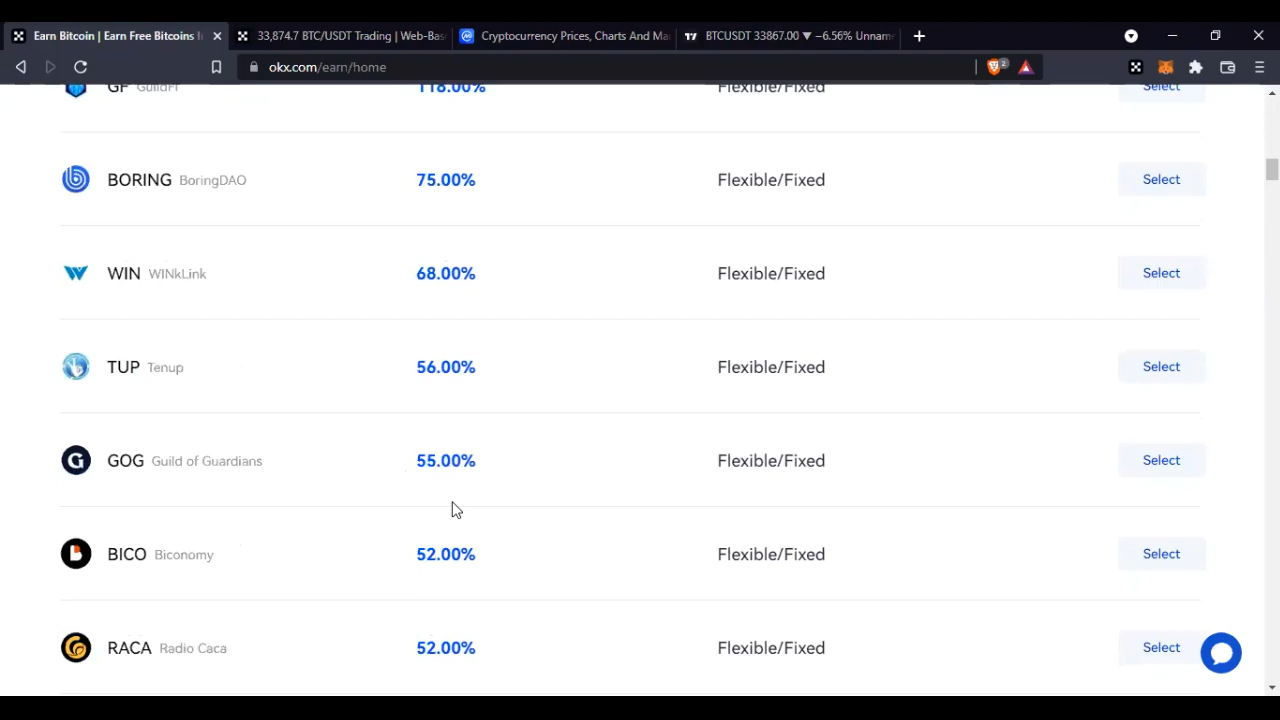 Earn Bitcoin | Earn Free Bitcoins I
33,874.7 BTC/USDT Trading | Web-Bas
Cryptocurrency Prices, Charts And Ma
BTCUSDT 33867.00 ▼ −6.56% Unnam
okx.com/earn/home
2
GF GuildFi 118.00% Flexible/Fixed Select
BORING BoringDAO 75.00% Flexible/Fixed Select
WIN WINkLink 68.00% Flexible/Fixed Select
TUP Tenup 56.00% Flexible/Fixed Select
GOG Guild of Guardians 55.00% Flexible/Fixed Select
BICO Biconomy 52.00% Flexible/Fixed Select
RACA Radio Caca 52.00% Flexible/Fixed Select